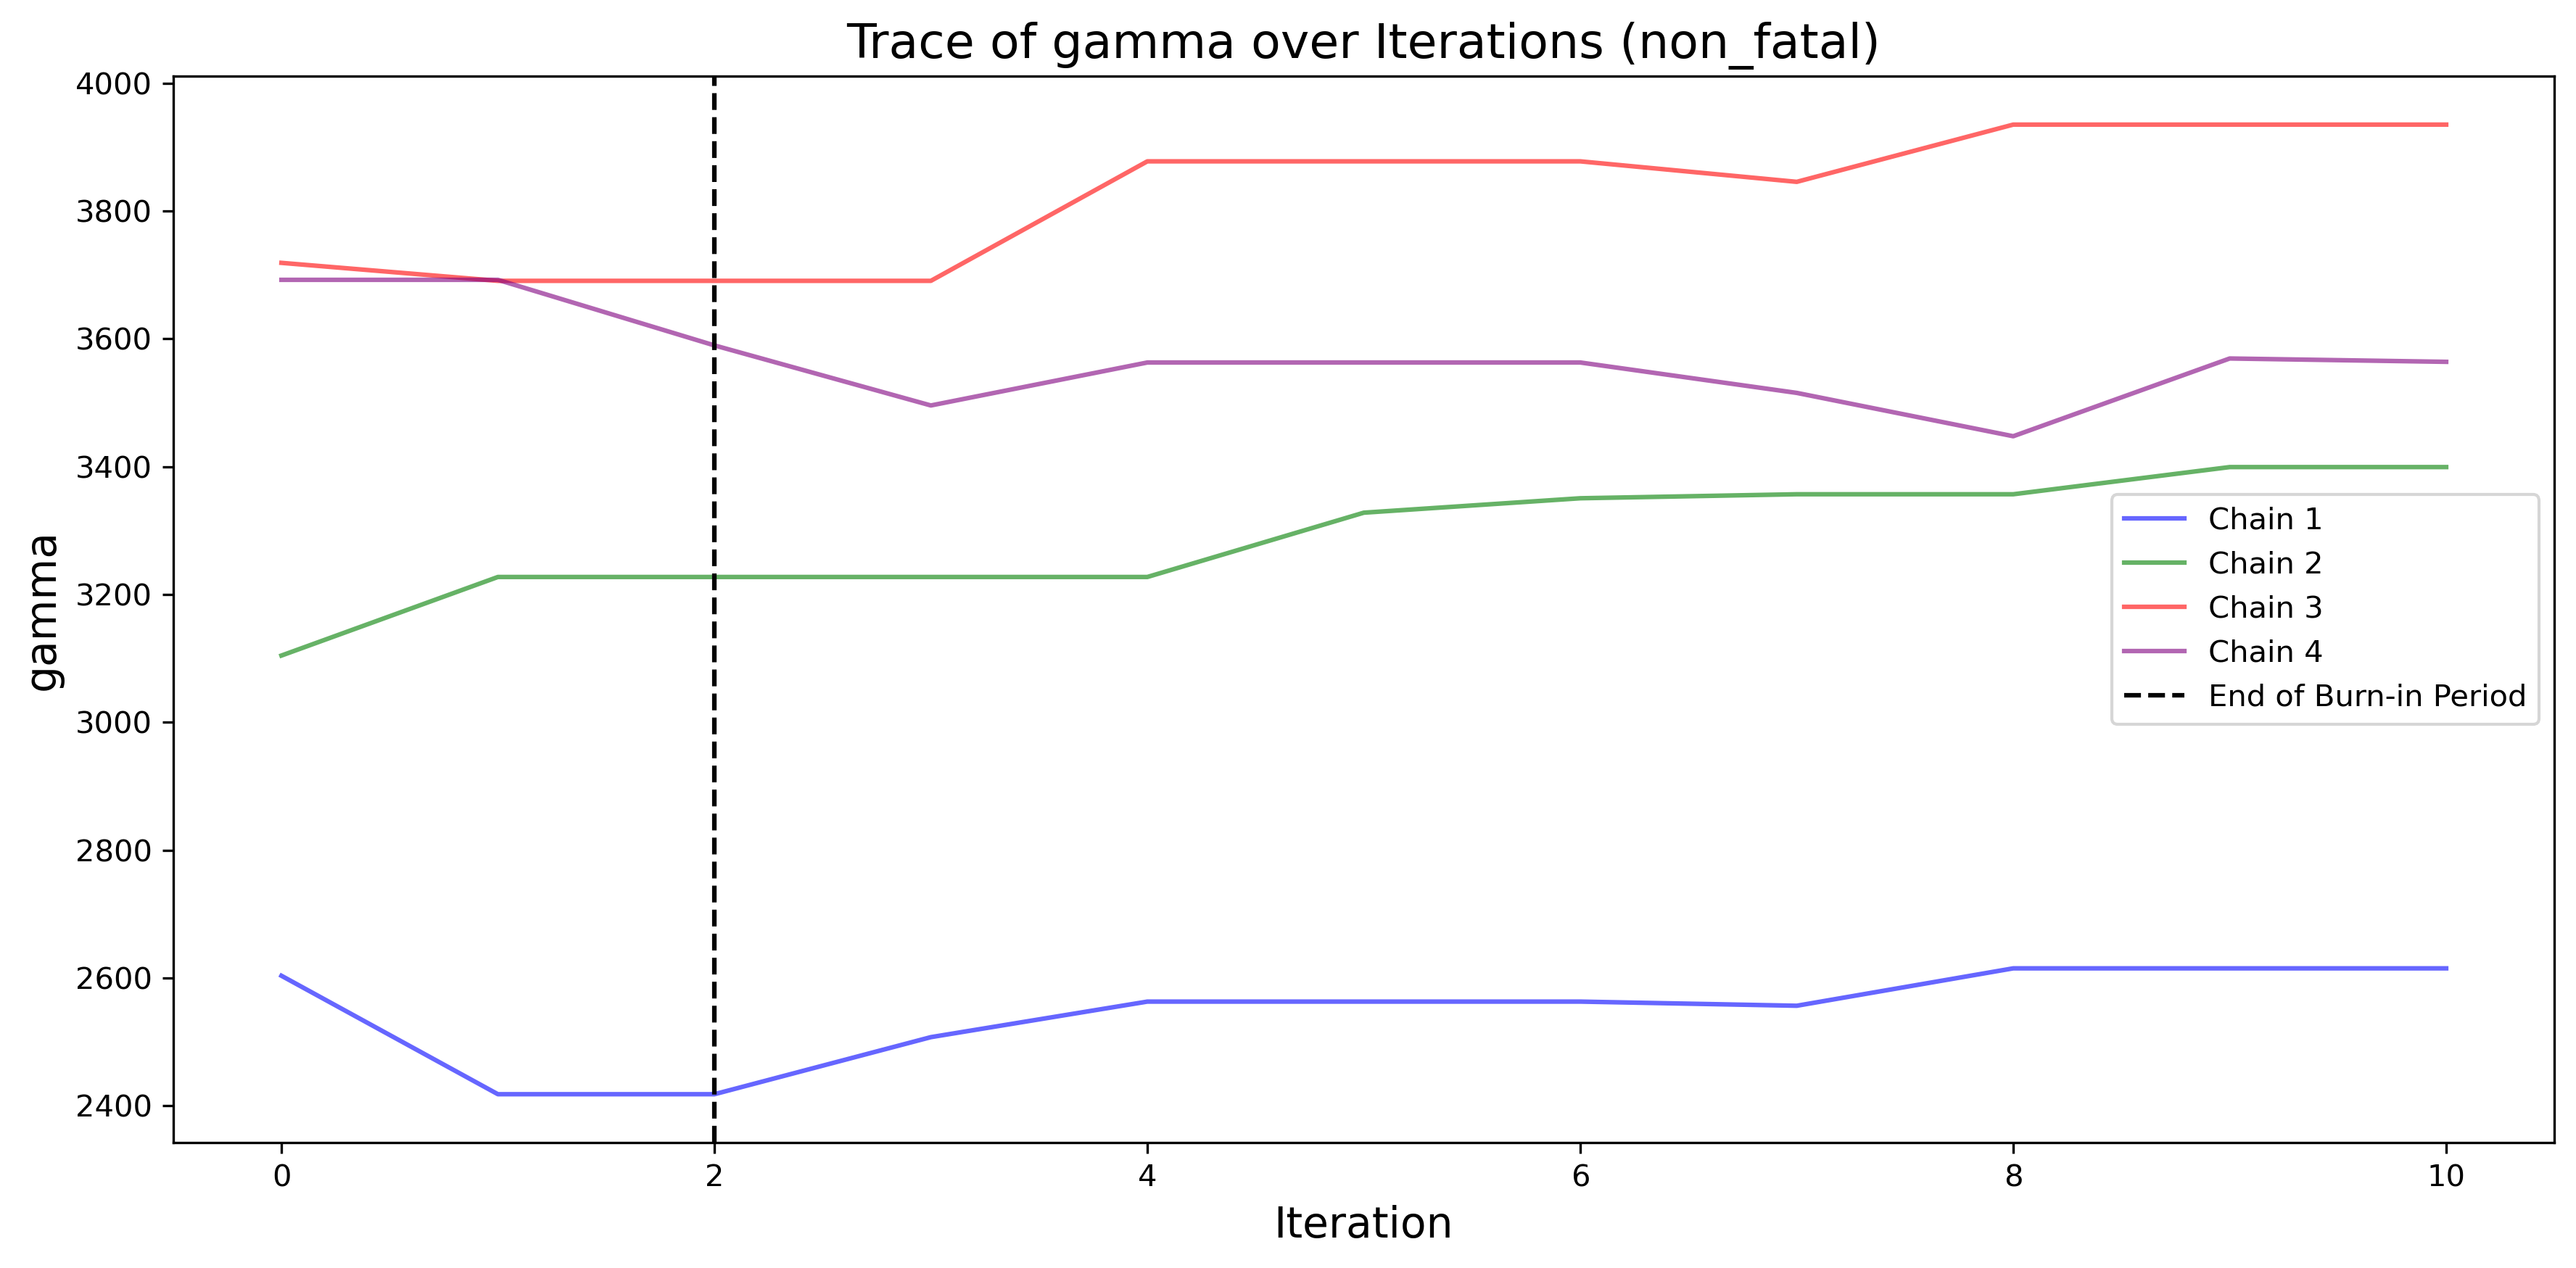 Trace of gamma over Iterations (non_fatal)
4000
3800
3600
3400
3200
3000
2800
2600
2400
gamma
Chain 1
Chain 2
Chain 3
Chain 4
End of Burn-in Period
0 2 4 6 8 10
Iteration